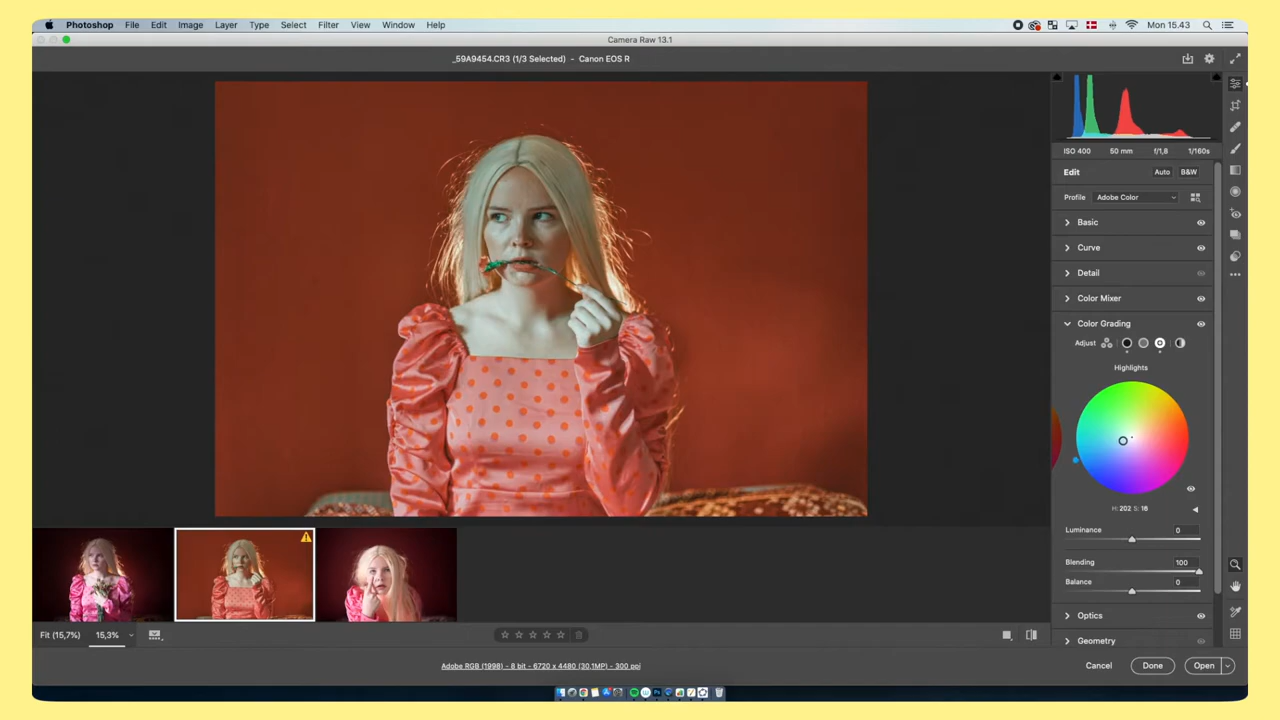 Photoshop File Edit Image Layer Type Select Filter View Window Help Mon 15.43
Camera Raw 13.1
_59A9454.CR3 (1/3 Selected) - Canon EOS R
ISO 400 50 mm f/1,8 1/160s
Edit Auto B&W
Profile Adobe Color
Basic
Curve
Detail
Color Mixer
Color Grading
Adjust
Highlights
H: 202 S: 16
Luminance 0
Blending 100
Balance 0
Optics
Geometry
Fit (15,7%) 15,3%
Adobe RGB (1998) - 8 bit - 6720 x 4480 (30,1MP) - 300 ppi
Cancel Done Open